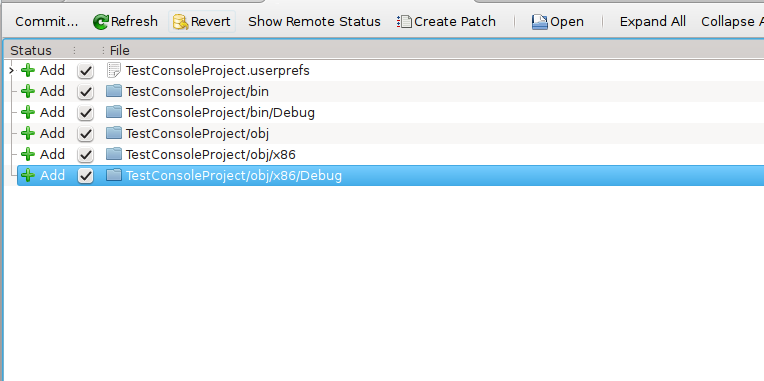 Commit... Refresh Revert Show Remote Status Create Patch Open Expand All Collapse A
Status File
Add TestConsoleProject.userprefs
Add TestConsoleProject/bin
Add TestConsoleProject/bin/Debug
Add TestConsoleProject/obj
Add TestConsoleProject/obj/x86
Add TestConsoleProject/obj/x86/Debug